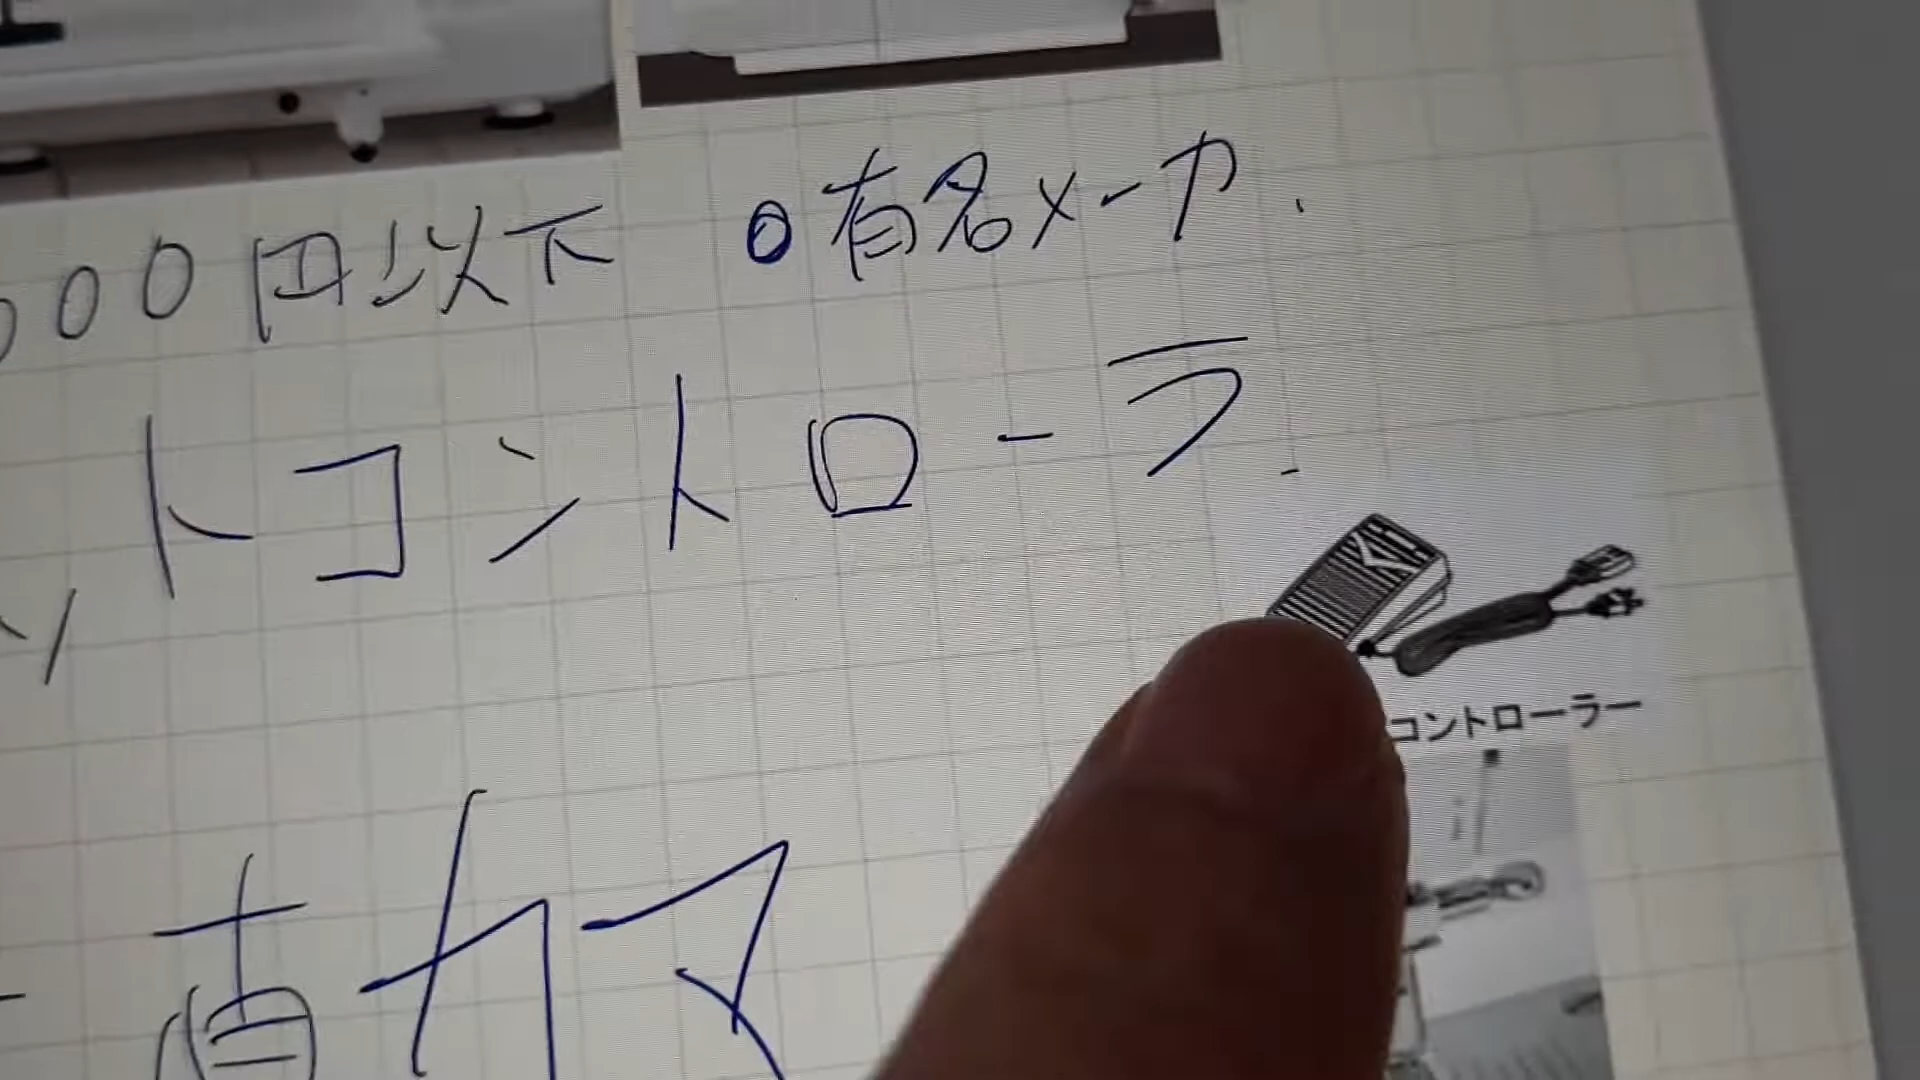 000円以下 ●有名メーカ.
ットコントローラ.
コントローラー
直カマ